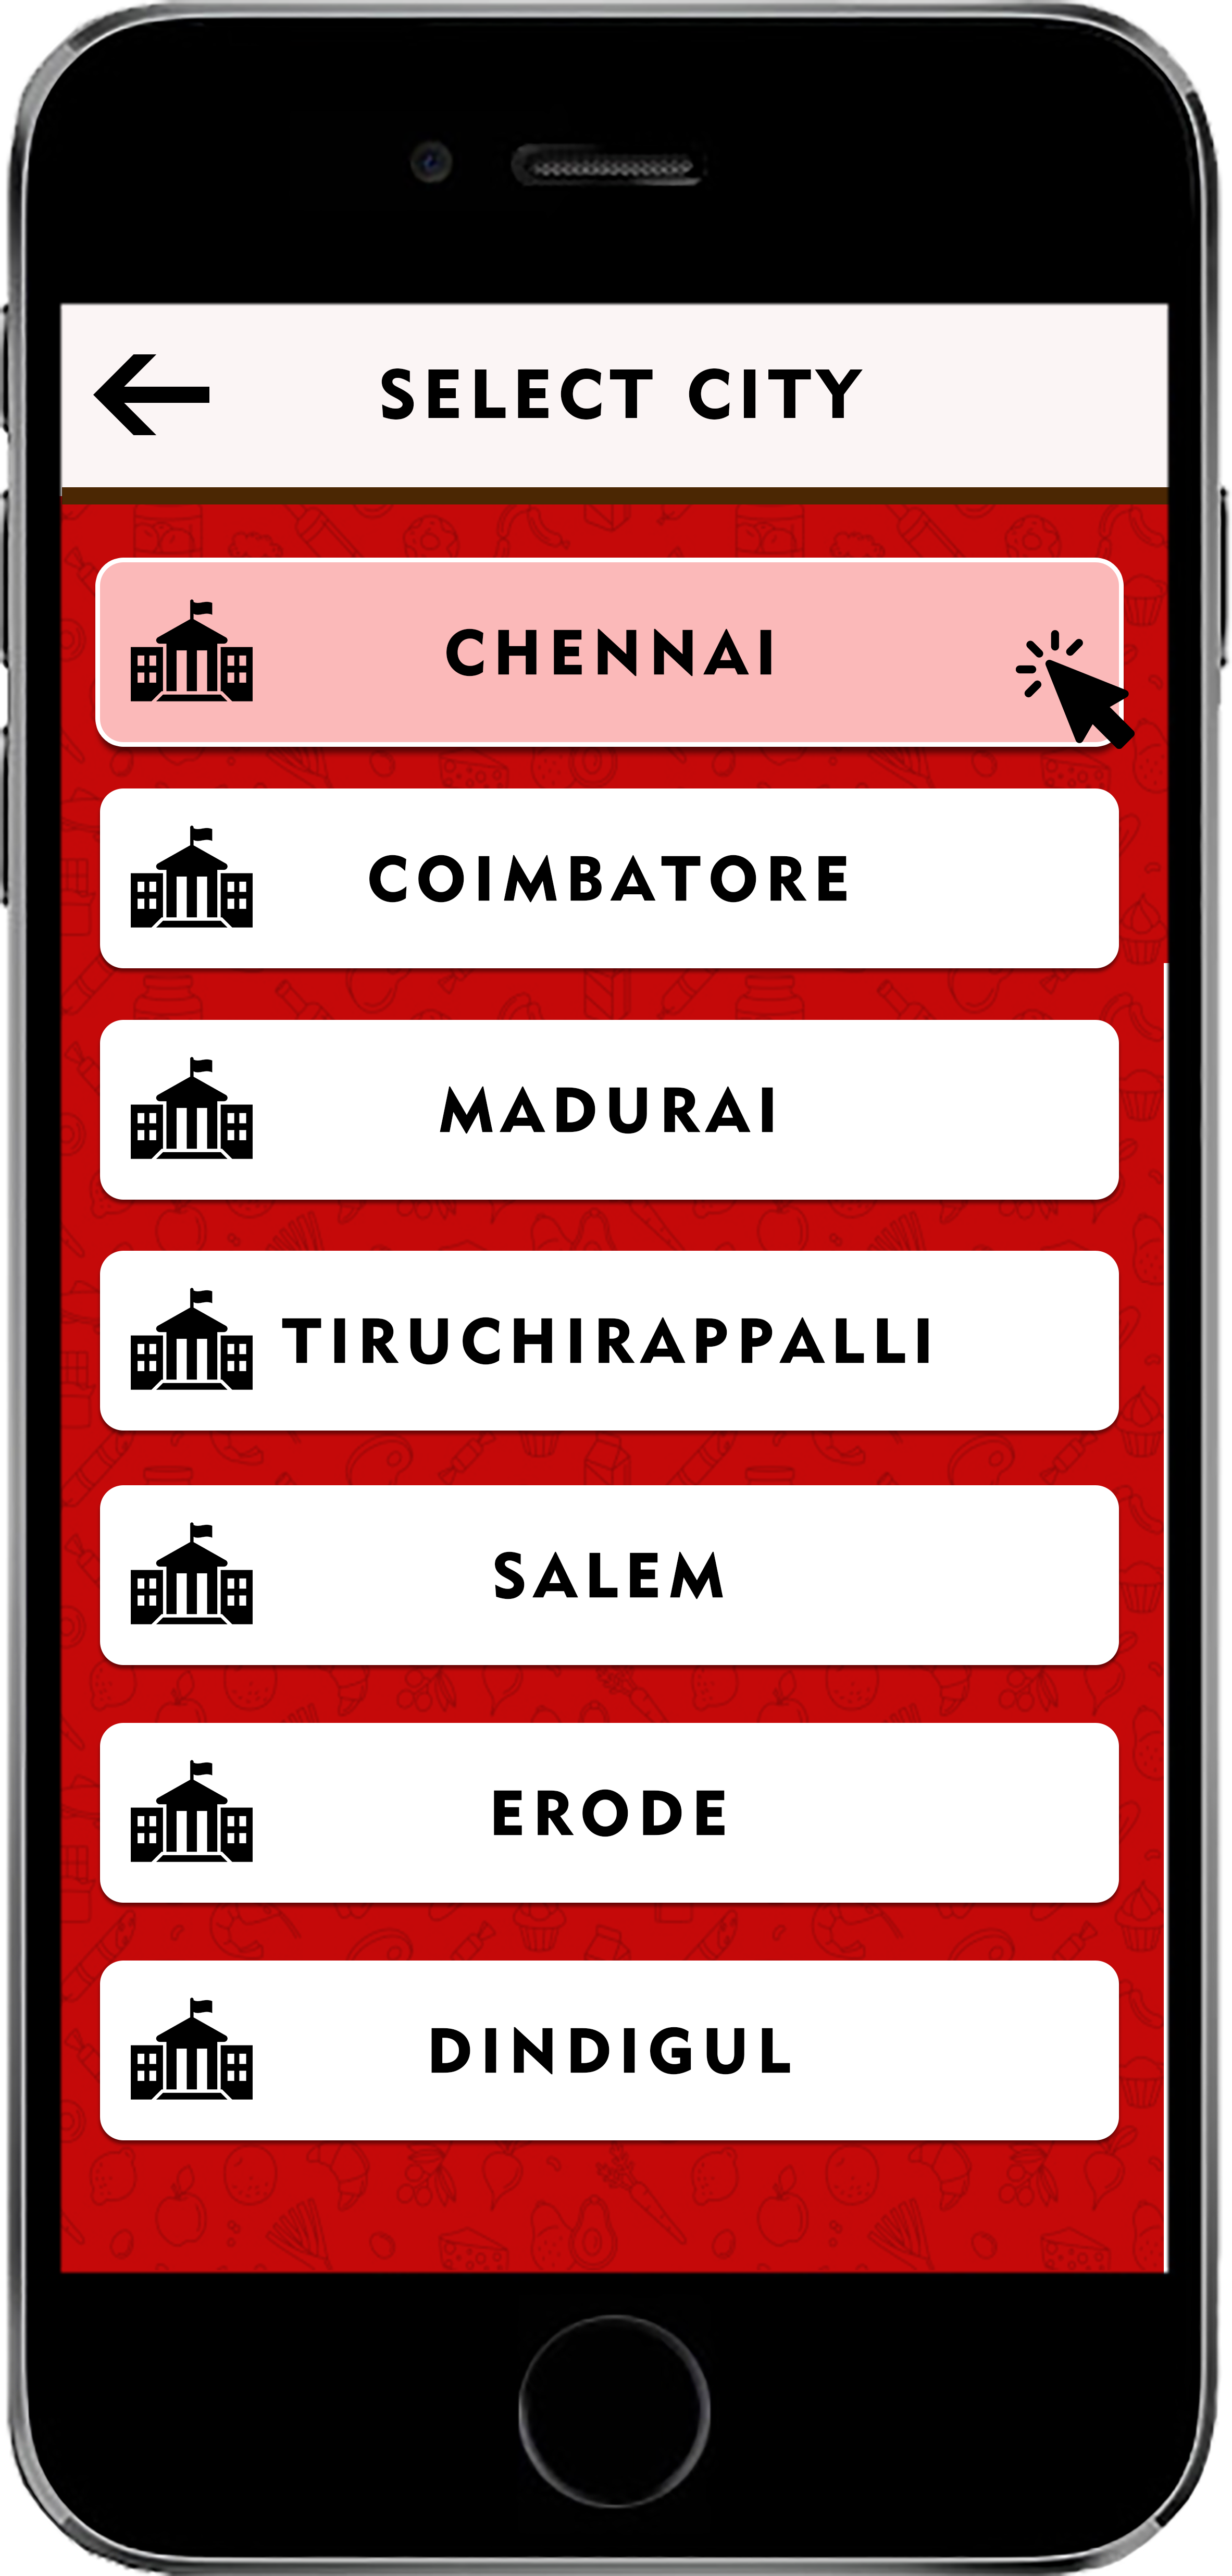 SELECT CITY
CHENNAI
COIMBATORE
MADURAI
TIRUCHIRAPPALLI
SALEM
ERODE
DINDIGUL